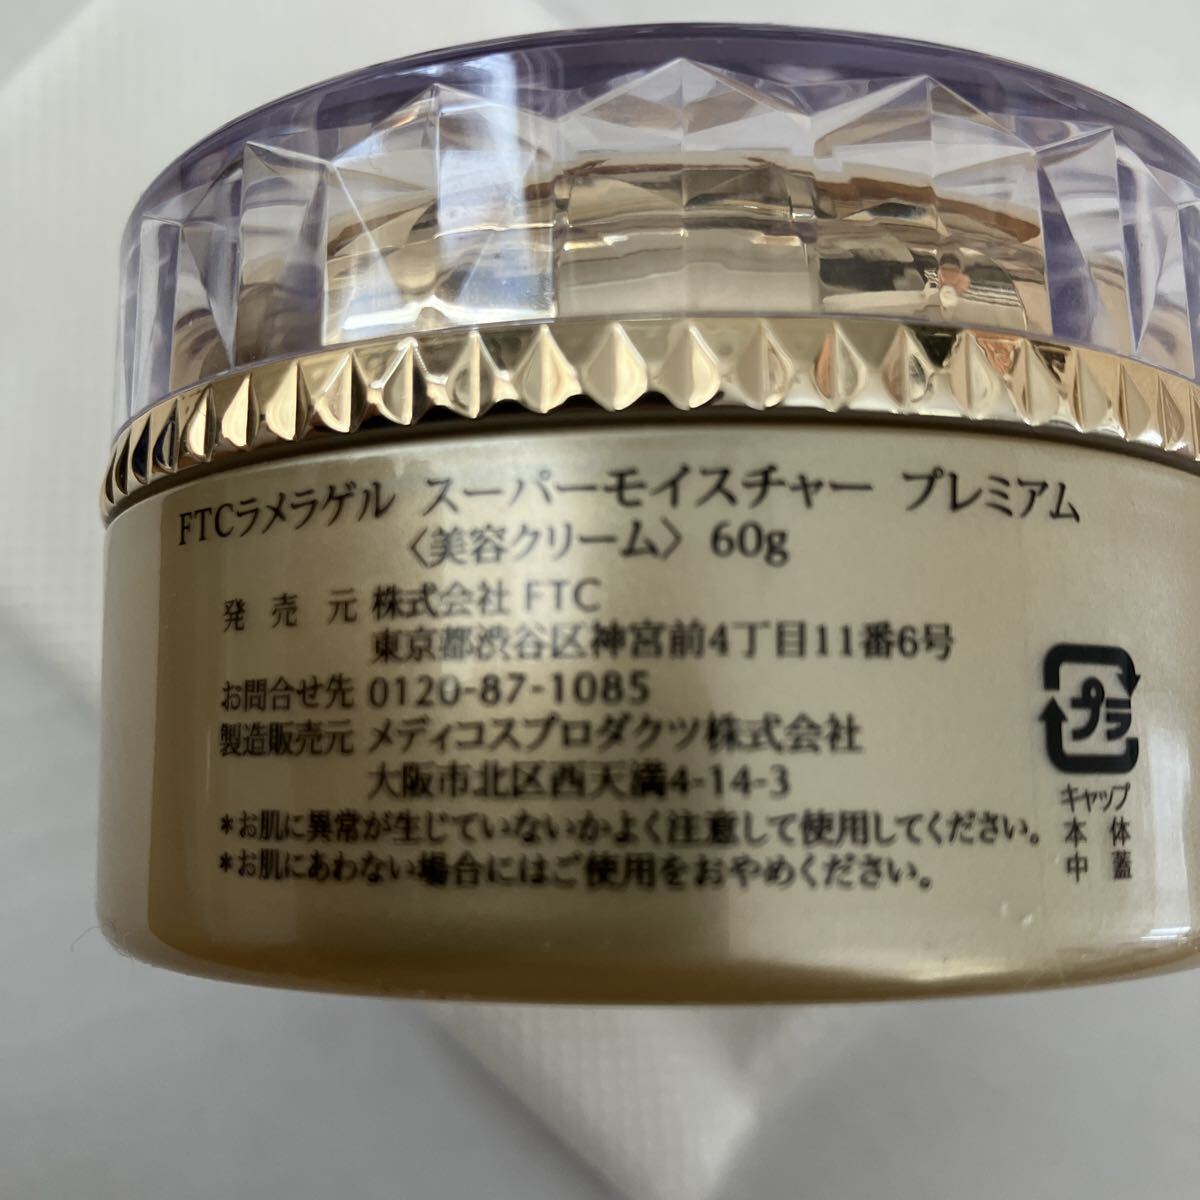 FTCラメラゲル スーパーモイスチャー プレミアム
〈美容クリーム〉 60g
発売元 株式会社 FTC
東京都渋谷区神宮前4丁目11番6号
お問合せ先 0120-87-1085
製造販売元 メディコスプロダクツ株式会社
大阪市北区西天満4-14-3
*お肌に異常が生じていないかよく注意して使用してください。
*お肌にあわない場合にはご使用をおやめください。
プラ
キャップ
本体
中蓋